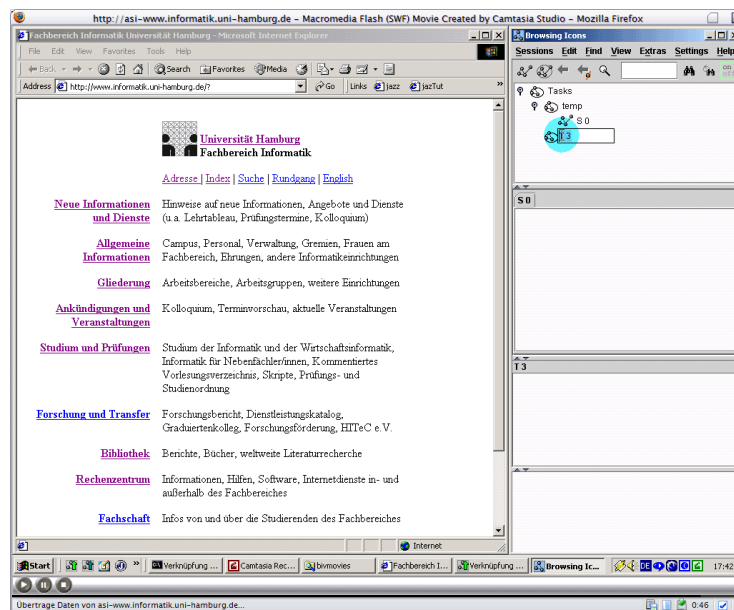 http://asi-www.informatik.uni-hamburg.de - Macromedia Flash (SWF) Movie Created by Camtasia Studio - Mozilla Firefox
Fachbereich Informatik Universität Hamburg - Microsoft Internet Explorer
File Edit View Favorites Tools Help
Back Search Favorites Media
Address http://www.informatik.uni-hamburg.de/? Go Links jazz jazTut »
Universität Hamburg
Fachbereich Informatik
Adresse | Index | Suche | Rundgang | English
Neue Informationen und Dienste
Hinweise auf neue Informationen, Angebote und Dienste
(u.a. Lehrtableau, Prüfungstermine, Kolloquium)
Allgemeine Informationen
Campus, Personal, Verwaltung, Gremien, Frauen am
Fachbereich, Ehrungen, andere Informatikeinrichtungen
Gliederung
Arbeitsbereiche, Arbeitsgruppen, weitere Einrichtungen
Ankündigungen und Veranstaltungen
Kolloquium, Terminvorschau, aktuelle Veranstaltungen
Studium und Prüfungen
Studium der Informatik und der Wirtschaftsinformatik,
Informatik für Nebenfächler/innen, Kommentiertes
Vorlesungsverzeichnis, Skripte, Prüfungs- und
Studienordnung
Forschung und Transfer
Forschungsbericht, Dienstleistungskatalog,
Graduiertenkolleg, Forschungsförderung, HITeC e.V.
Bibliothek
Berichte, Bücher, weltweite Literaturrecherche
Rechenzentrum
Informationen, Hilfen, Software, Internetdienste in- und
außerhalb des Fachbereiches
Fachschaft
Infos von und über die Studierenden des Fachbereiches
Internet
Browsing Icons
Sessions Edit Find View Extras Settings Help
Tasks
temp
S 0
T 3
S 0
T 3
Start » Verknüpfung ... Camtasia Rec... bivmovies Fachbereich I... Verknüpfung ... Browsing Ic... DE 17:42
Übertrage Daten von asi-www.informatik.uni-hamburg.de... 0:46